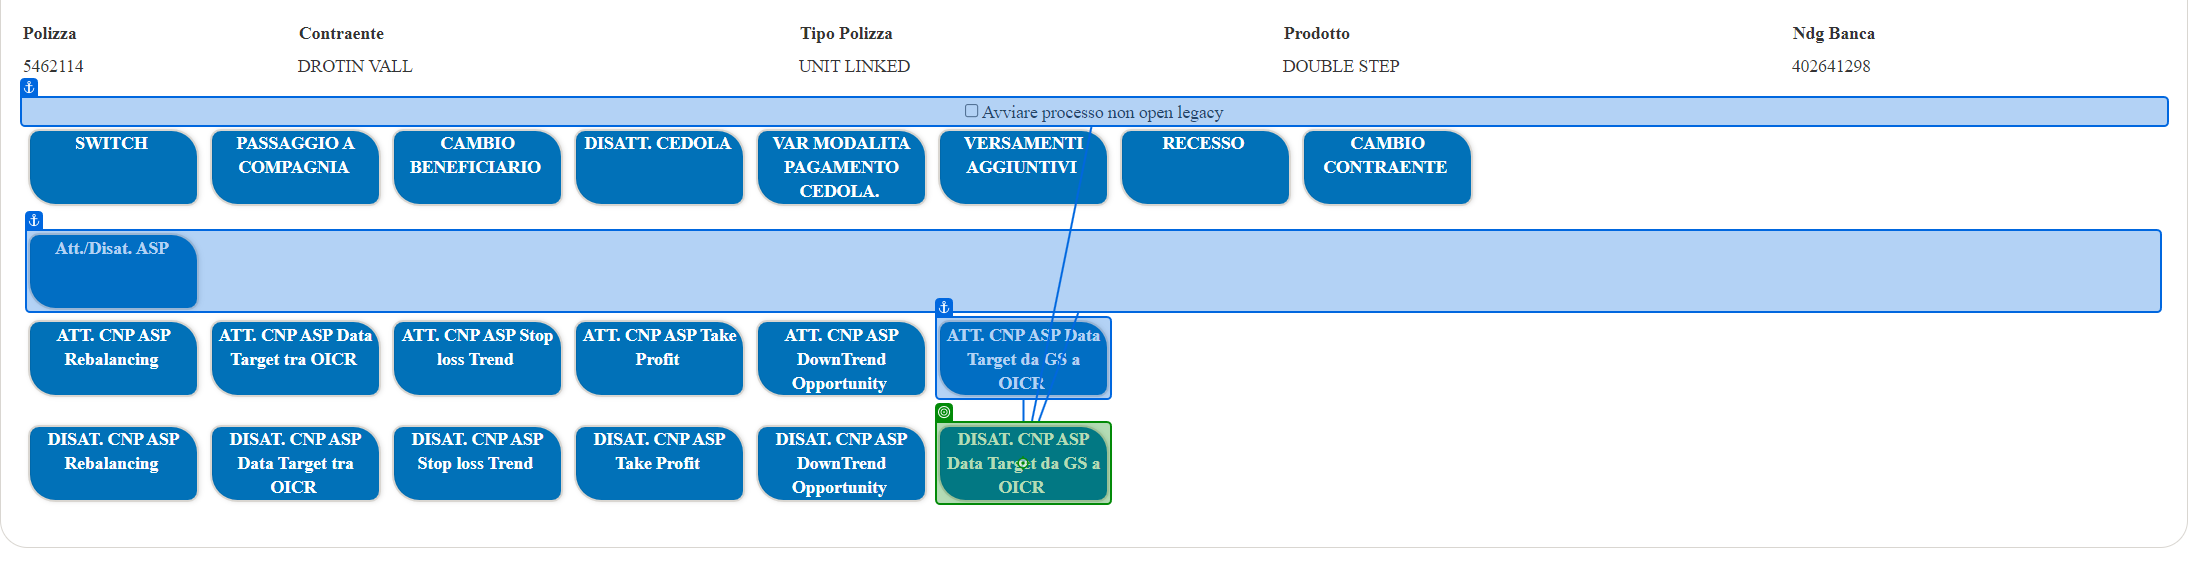 Polizza Contraente Tipo Polizza Prodotto Ndg Banca
5462114 DROTIN VALL UNIT LINKED DOUBLE STEP 402641298
Avviare processo non open legacy
SWITCH
PASSAGGIO A
COMPAGNIA
CAMBIO
BENEFICIARIO
DISATT. CEDOLA
VAR MODALITA
PAGAMENTO
CEDOLA.
VERSAMENTI
AGGIUNTIVI
RECESSO
CAMBIO
CONTRAENTE
Att./Disat. ASP
ATT. CNP ASP
Rebalancing
ATT. CNP ASP Data
Target tra OICR
ATT. CNP ASP Stop
loss Trend
ATT. CNP ASP Take
Profit
ATT. CNP ASP
DownTrend
Opportunity
ATT. CNP ASP Data
Target da GS a
OICR
DISAT. CNP ASP
Rebalancing
DISAT. CNP ASP
Data Target tra
OICR
DISAT. CNP ASP
Stop loss Trend
DISAT. CNP ASP
Take Profit
DISAT. CNP ASP
DownTrend
Opportunity
DISAT. CNP ASP
Data Target da GS a
OICR